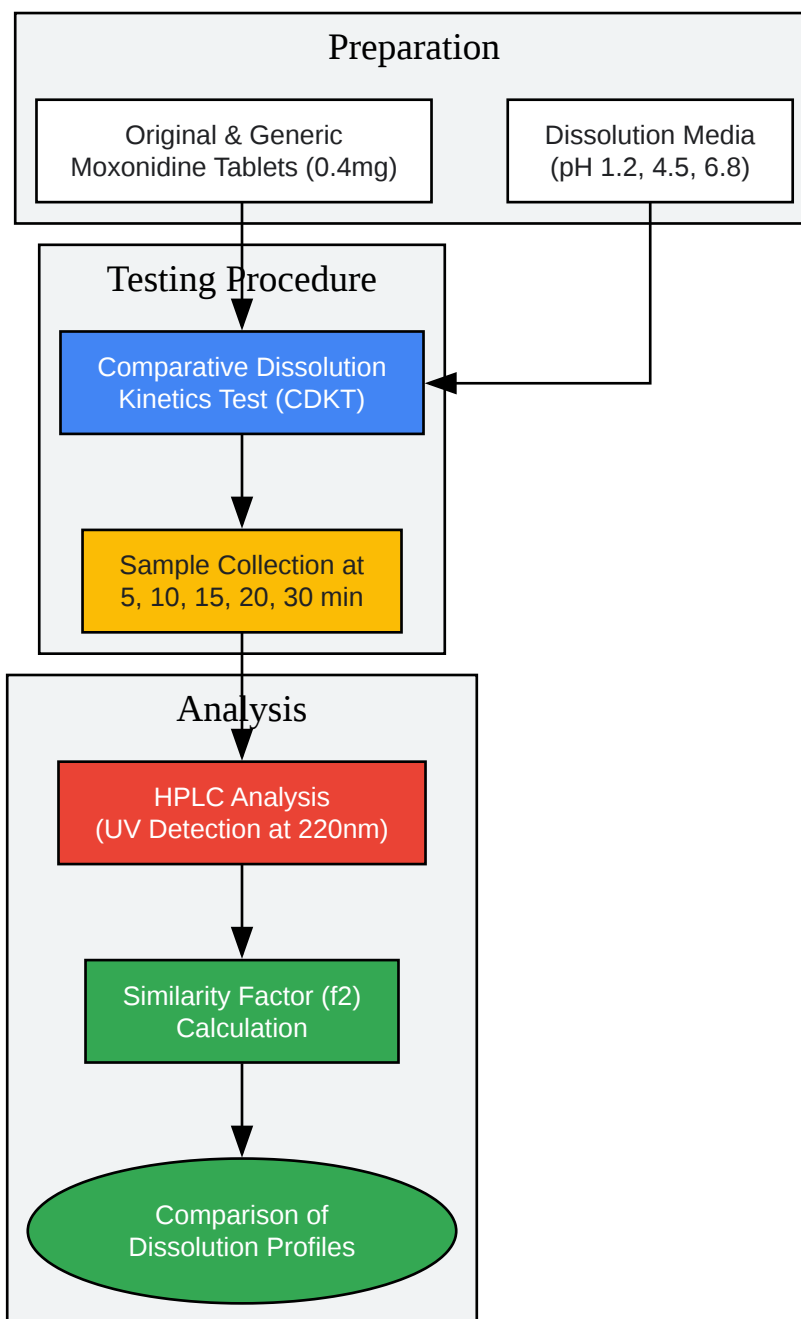 Preparation
Original & Generic
Moxonidine Tablets (0.4mg)
Dissolution Media
(pH 1.2, 4.5, 6.8)
Testing Procedure
Comparative Dissolution
Kinetics Test (CDKT)
Sample Collection at
5, 10, 15, 20, 30 min
Analysis
HPLC Analysis
(UV Detection at 220nm)
Similarity Factor (f2)
Calculation
Comparison of
Dissolution Profiles